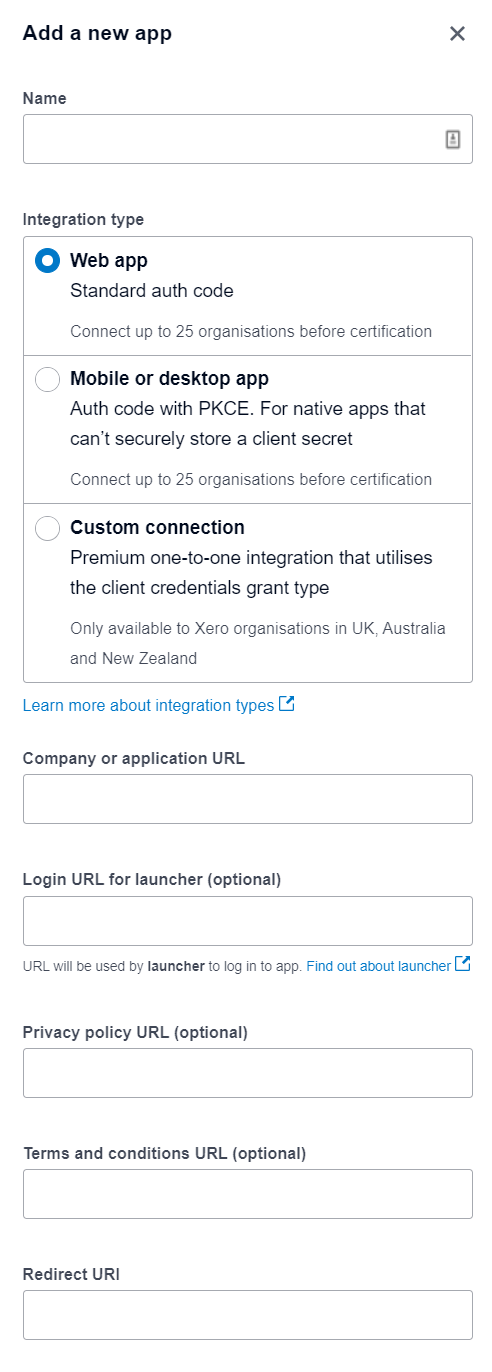 Add a new app
Name
Integration type
Web app
Standard auth code
Connect up to 25 organisations before certification
Mobile or desktop app
Auth code with PKCE. For native apps that
can't securely store a client secret
Connect up to 25 organisations before certification
Custom connection
Premium one-to-one integration that utilises
the client credentials grant type
Only available to Xero organisations in UK, Australia
and New Zealand
Learn more about integration types
Company or application URL
Login URL for launcher (optional)
URL will be used by launcher to log in to app. Find out about launcher
Privacy policy URL (optional)
Terms and conditions URL (optional)
Redirect URI